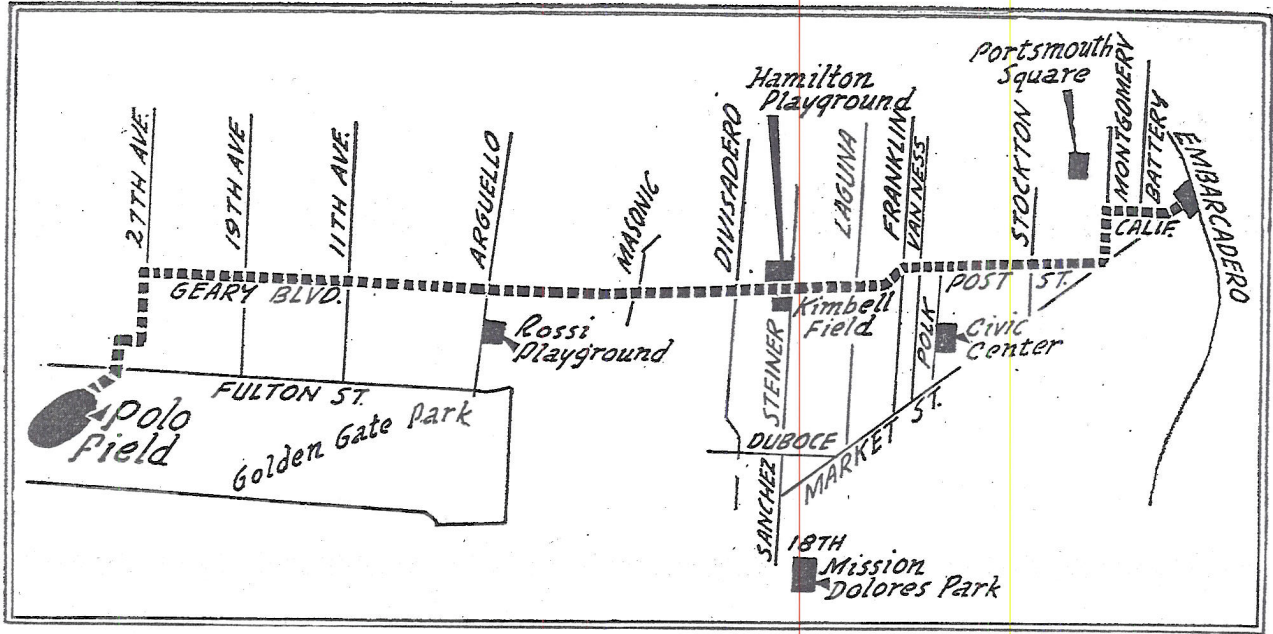 Portsmouth
Square
Hamilton
Playground
27TH AVE.
19TH AVE
11TH AVE.
ARGUELLO
MASONIC
DIVISADERO
LAGUNA
FRANKLIN
VAN NESS
STOCKTON
MONTGOMERY
BATTERY
EMBARCADERO
CALIF.
GEARY BLVD.
POST ST.
Kimbell
Field
Rossi
Playground
STEINER
POLK
Civic
Center
FULTON ST.
Polo
Field
Golden Gate Park
DUBOCE
MARKET ST.
SANCHEZ
18TH
Mission
Dolores Park